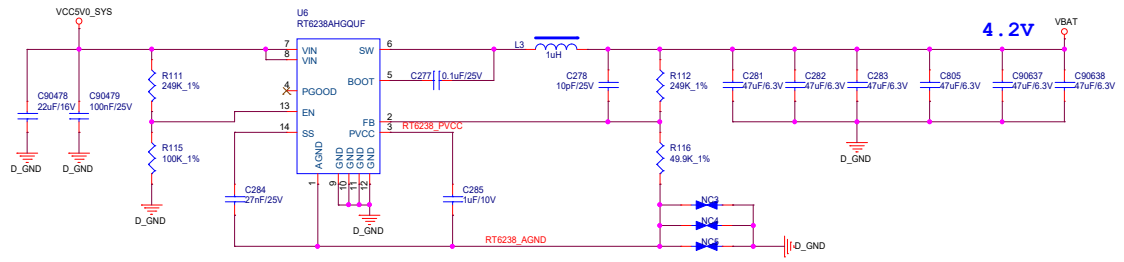 VCC5V0_SYS
U6
RT6238AHGQUF
4.2V
VBAT
7
VIN
SW
6
L3
8
VIN
1uH
R111
249K_1%
BOOT
5
C277
0.1uF/25V
C278
10pF/25V
R112
249K_1%
C281
47uF/6.3V
C282
47uF/6.3V
C283
47uF/6.3V
C805
47uF/6.3V
C90637
47uF/6.3V
C90638
47uF/6.3V
4
PGOOD
C90478
22uF/16V
C90479
100nF/25V
13
EN
FB
2
14
SS
PVCC
3
RT6238_PVCC
R115
100K_1%
AGND
GND
GND
GND
GND
R116
49.9K_1%
D_GND
D_GND
D_GND
1
9
10
11
12
C284
27nF/25V
C285
1uF/10V
NC3
D_GND
D_GND
NC4
RT6238_AGND
NC5
D_GND